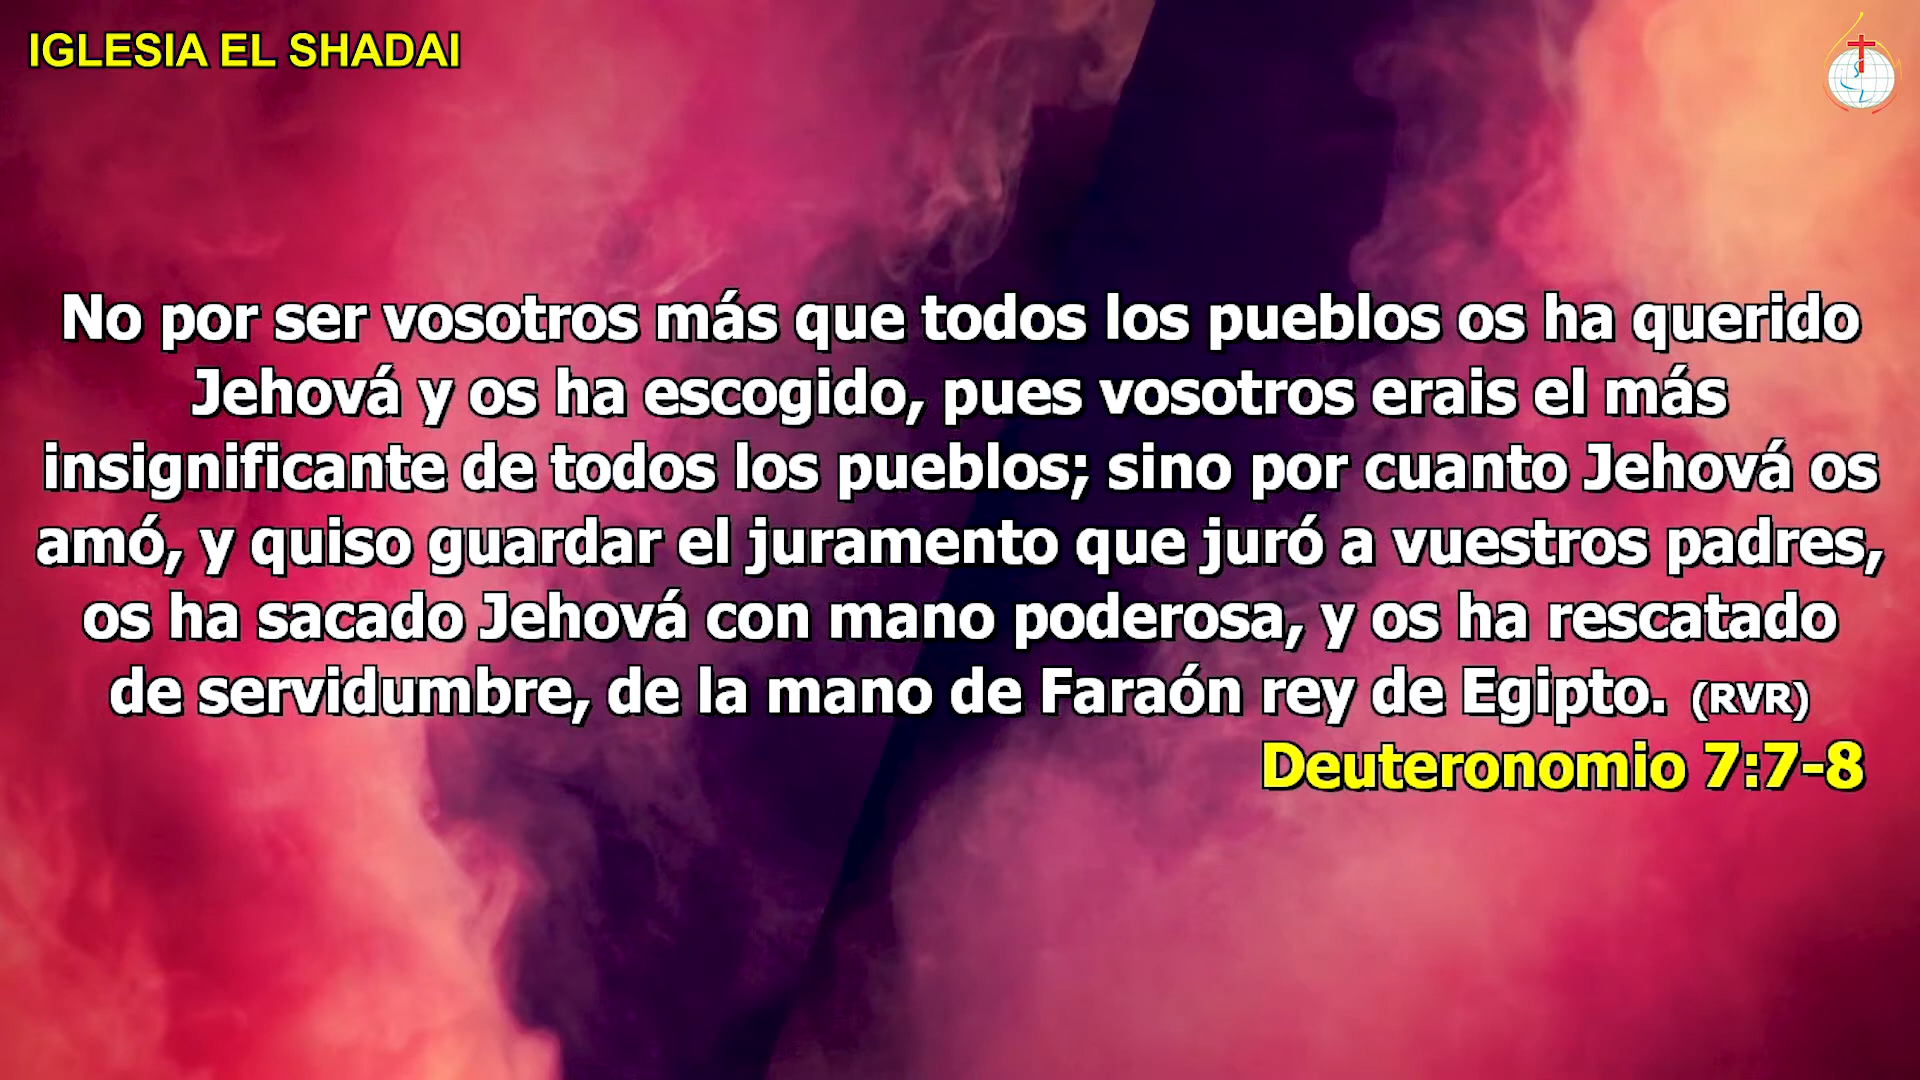 IGLESIA EL SHADAI
No por ser vosotros más que todos los pueblos os ha querido
Jehová y os ha escogido, pues vosotros erais el más
insignificante de todos los pueblos; sino por cuanto Jehová os
amó, y quiso guardar el juramento que juró a vuestros padres,
os ha sacado Jehová con mano poderosa, y os ha rescatado
de servidumbre, de la mano de Faraón rey de Egipto. (RVR)
Deuteronomio 7:7-8